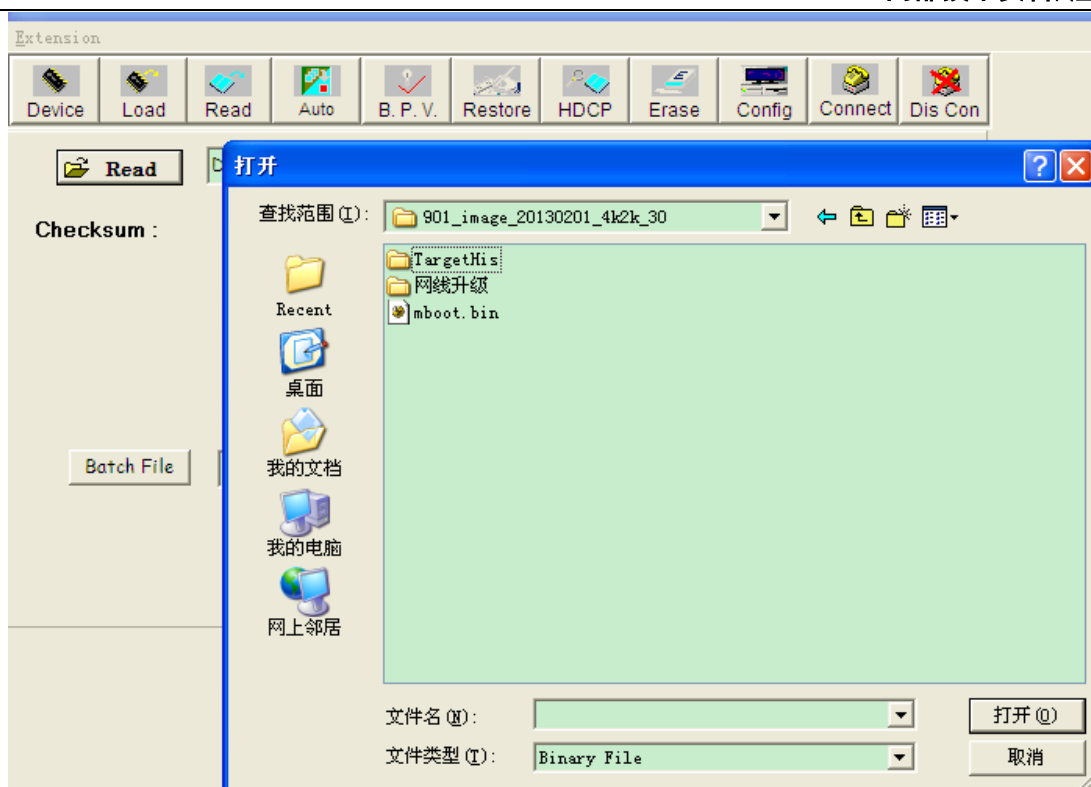 Extension
Device Load Read Auto B.P.V. Restore HDCP Erase Config Connect Dis Con
Read
打开
查找范围(I):
901_image_20130201_4k2k_30
Checksum :
TargetHis
网线升级
mboot.bin
Recent
桌面
Batch File
我的文档
我的电脑
网上邻居
文件名(N):
打开(O)
文件类型(T):
Binary File
取消